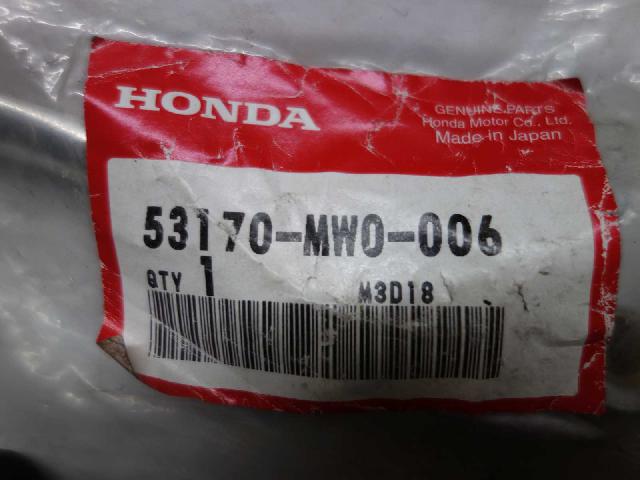 HONDA
GENUINE PARTS
Honda Motor Co., Ltd.
Made in Japan
53170-MW0-006
QTY 1 M3D18